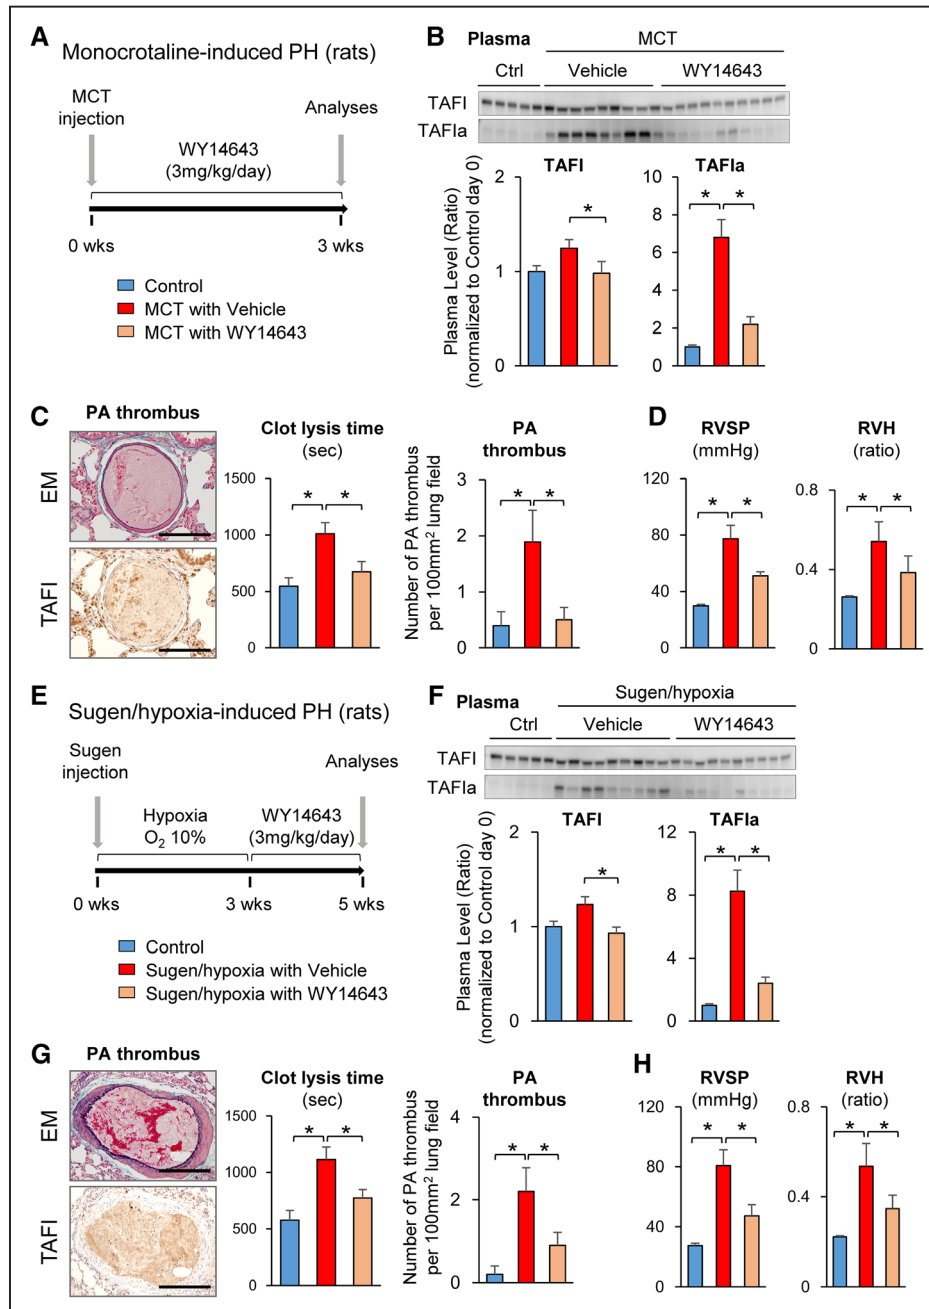 A
Monocrotaline-induced PH (rats)
MCT
injection
Analyses
WY14643
(3mg/kg/day)
0 wks
3 wks
Control
MCT with Vehicle
MCT with WY14643
B
Plasma
MCT
Ctrl
Vehicle
WY14643
TAFI
TAFIa
Plasma Level (Ratio)
(normalized to Control day 0)
TAFI
2
1
0
*
TAFIa
10
8
6
4
2
0
* *
C
PA thrombus
EM
TAFI
Clot lysis time
(sec)
1500
1000
500
0
* *
Number of PA thrombus
per 100mm² lung field
PA
thrombus
3
2
1
0
* *
D
RVSP
(mmHg)
120
80
40
0
* *
RVH
(ratio)
0.8
0.4
0
* *
E
Sugen/hypoxia-induced PH (rats)
Sugen
injection
Analyses
Hypoxia
O₂ 10%
WY14643
(3mg/kg/day)
0 wks
3 wks
5 wks
Control
Sugen/hypoxia with Vehicle
Sugen/hypoxia with WY14643
F
Plasma
Sugen/hypoxia
Ctrl
Vehicle
WY14643
TAFI
TAFIa
Plasma Level (Ratio)
(normalized to Control day 0)
TAFI
2
1
0
*
TAFIa
12
8
4
0
* *
G
PA thrombus
EM
TAFI
Clot lysis time
(sec)
1500
1000
500
0
* *
Number of PA thrombus
per 100mm² lung field
PA
thrombus
4
2
0
* *
H
RVSP
(mmHg)
120
80
40
0
* *
RVH
(ratio)
0.8
0.4
0
* *